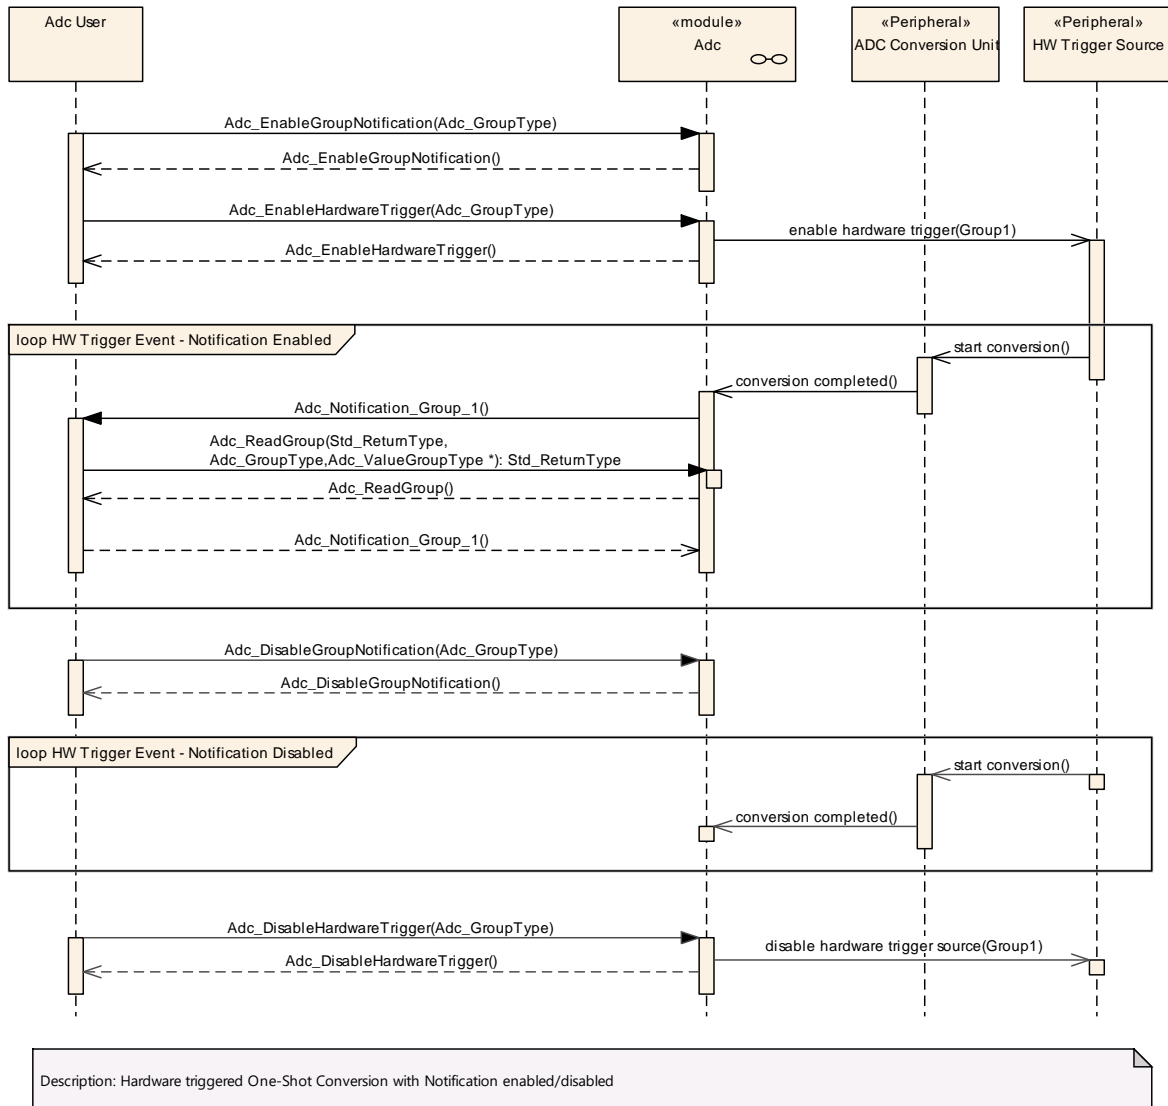 Adc User
«module»
Adc
«Peripheral»
ADC Conversion Unit
«Peripheral»
HW Trigger Source
Adc_EnableGroupNotification(Adc_GroupType)
Adc_EnableGroupNotification()
Adc_EnableHardwareTrigger(Adc_GroupType)
enable hardware trigger(Group1)
Adc_EnableHardwareTrigger()
loop HW Trigger Event - Notification Enabled
start conversion()
conversion completed()
Adc_Notification_Group_1()
Adc_ReadGroup(Std_ReturnType,
Adc_GroupType,Adc_ValueGroupType *): Std_ReturnType
Adc_ReadGroup()
Adc_Notification_Group_1()
Adc_DisableGroupNotification(Adc_GroupType)
Adc_DisableGroupNotification()
loop HW Trigger Event - Notification Disabled
start conversion()
conversion completed()
Adc_DisableHardwareTrigger(Adc_GroupType)
disable hardware trigger source(Group1)
Adc_DisableHardwareTrigger()
Description: Hardware triggered One-Shot Conversion with Notification enabled/disabled